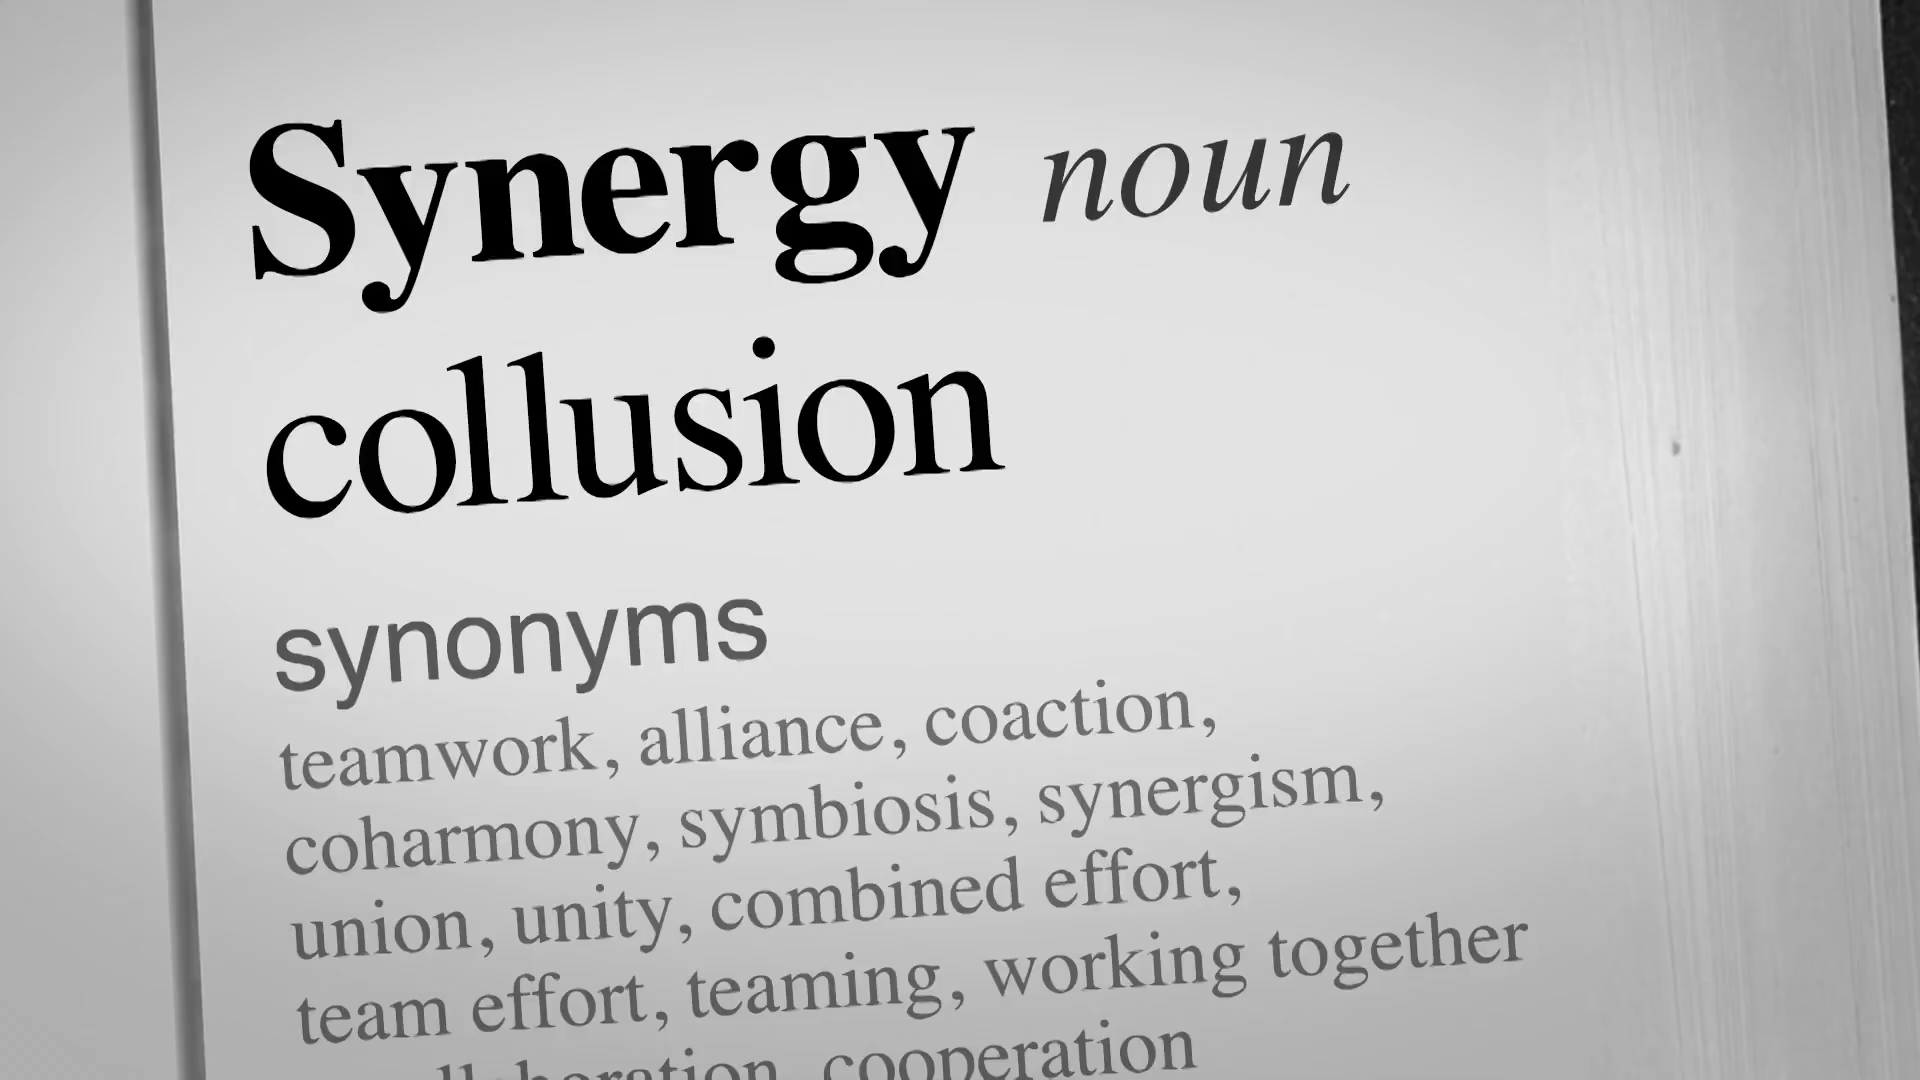 Synergy noun
collusion
synonyms
teamwork, alliance, coaction,
coharmony, symbiosis, synergism,
union, unity, combined effort,
team effort, teaming, working together
cooperation